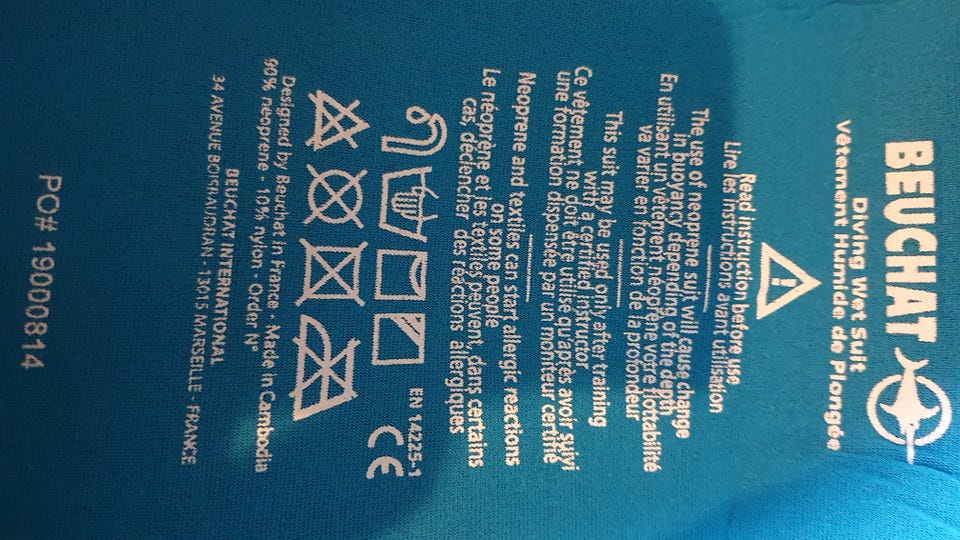 BEUCHAT
Diving Wet Suit
Vêtement Humide de Plongée
Read instruction before use
Lire les instructions avant utilisation
The use of neoprene suit will cause change
in buoyancy depending of the depth
En utilisant un vêtement néoprène votre flottabilité
va varier en fonction de la profondeur
This suit may be used only after training
with a certified instructor
Ce vêtement ne doit être utilisé qu'après avoir suivi
une formation dispensée par un moniteur certifié
Neoprene and textiles can start allergic reactions
on some people
Le néoprène et les textiles peuvent, dans certains
cas, déclencher des réactions allergiques
EN 14225-1
CE
Designed by Beuchat in France - Made in Cambodia
90% neoprene - 10% nylon - Order N°
BEUCHAT INTERNATIONAL
34 AVENUE BOISBAUDRAN - 13015 MARSEILLE - FRANCE
PO# 19000814